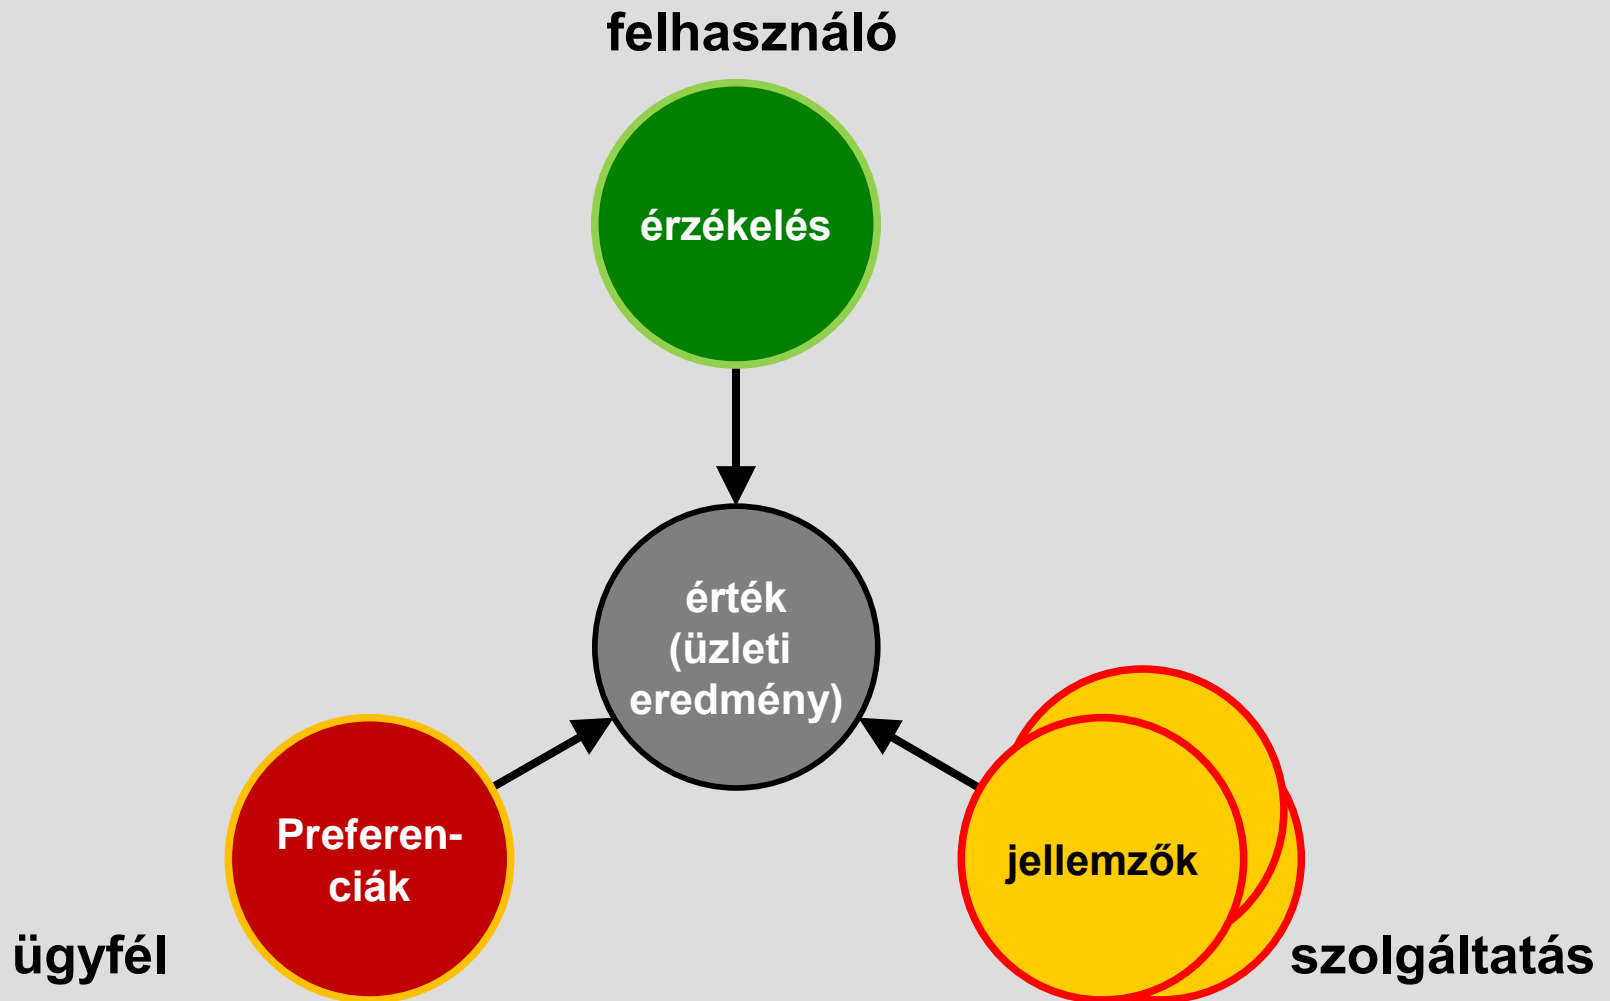 felhasználó
érzékelés
érték
(üzleti
eredmény)
Preferen-
ciák
jellemzők
ügyfél
szolgáltatás